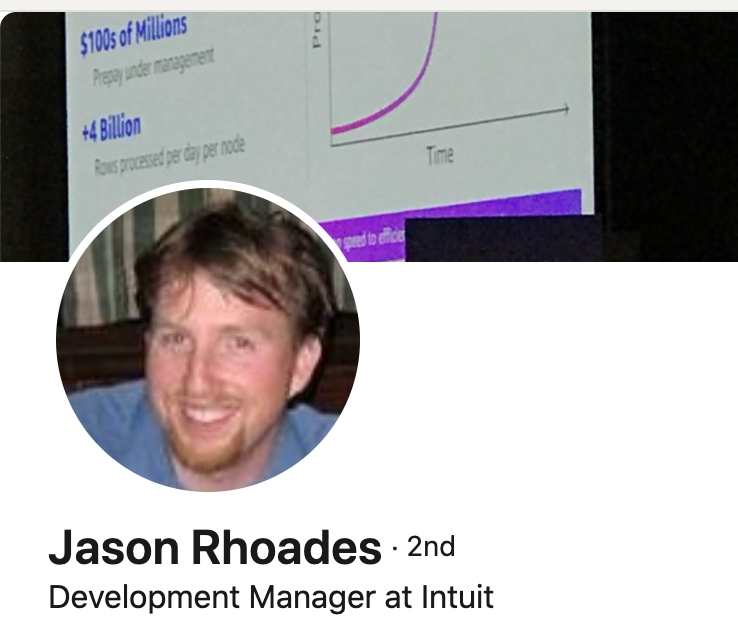 $100s of Millions
Prepay under management
+4 Billion
Rows processed per day per node
Pro
Time
speed to efficien
Jason Rhoades · 2nd
Development Manager at Intuit